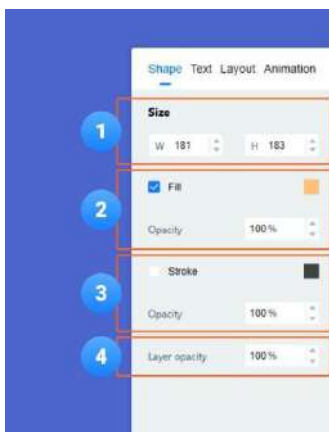 Shape Text Layout Animation
1
Size
W 181 H 183
2
Fill
Opacity 100%
3
Stroke
Opacity 100%
4
Layer opacity 100%